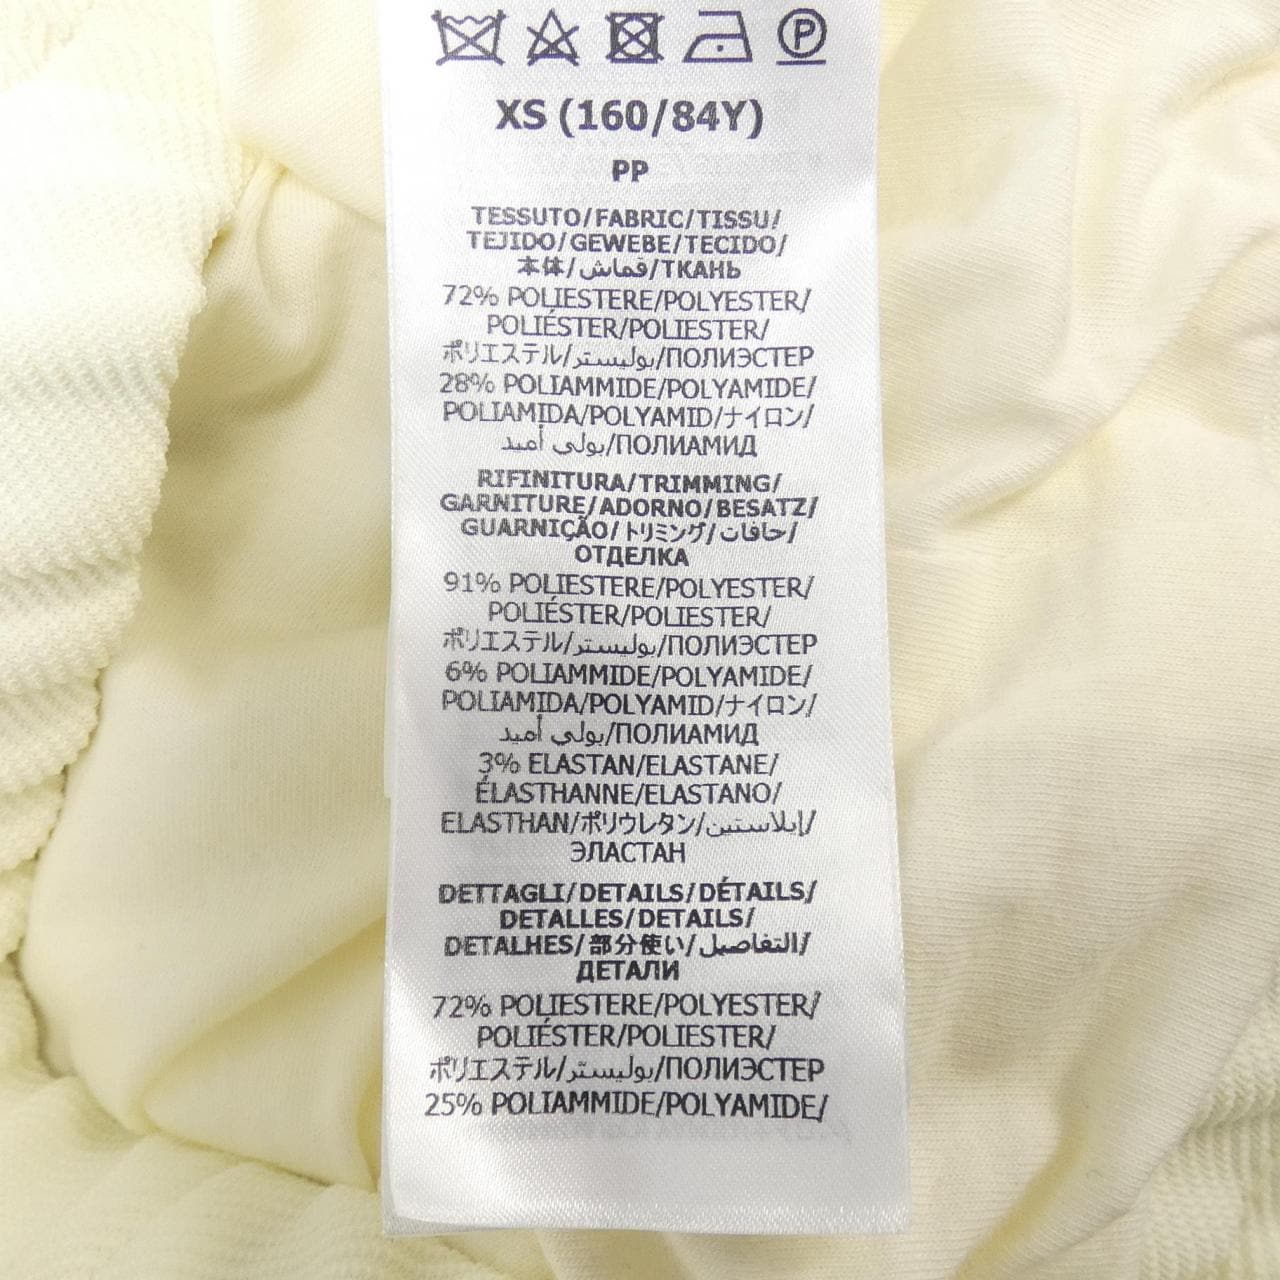 P
XS (160/84Y)
PP
TESSUTO/FABRIC/TISSU/
TEJIDO/GEWEBE/TECIDO/
本体/قماش/ТКАНЬ
72% POLIESTERE/POLYESTER/
POLIÉSTER/POLIESTER/
ポリエステル/بوليستر/ПОЛИЭСТЕР
28% POLIAMMIDE/POLYAMIDE/
POLIAMIDA/POLYAMID/ナイロン/
بولي أميد/ПОЛИАМИД
RIFINITURA/TRIMMING/
GARNITURE/ADORNO/BESATZ/
GUARNIÇÃO/トリミング/حافات/
ОТДЕЛКА
91% POLIESTERE/POLYESTER/
POLIÉSTER/POLIESTER/
ポリエステル/بوليستر/ПОЛИЭСТЕР
6% POLIAMMIDE/POLYAMIDE/
POLIAMIDA/POLYAMID/ナイロン/
بولي أميد/ПОЛИАМИД
3% ELASTAN/ELASTANE/
ÉLASTHANNE/ELASTANO/
ELASTHAN/ポリウレタン/إيلاستين/
ЭЛАСТАН
DETTAGLI/DETAILS/DÉTAILS/
DETALLES/DETAILS/
DETALHES/部分使い/التفاصيل/
ДЕТАЛИ
72% POLIESTERE/POLYESTER/
POLIÉSTER/POLIESTER/
ポリエステル/بوليستر/ПОЛИЭСТЕР
25% POLIAMMIDE/POLYAMIDE/